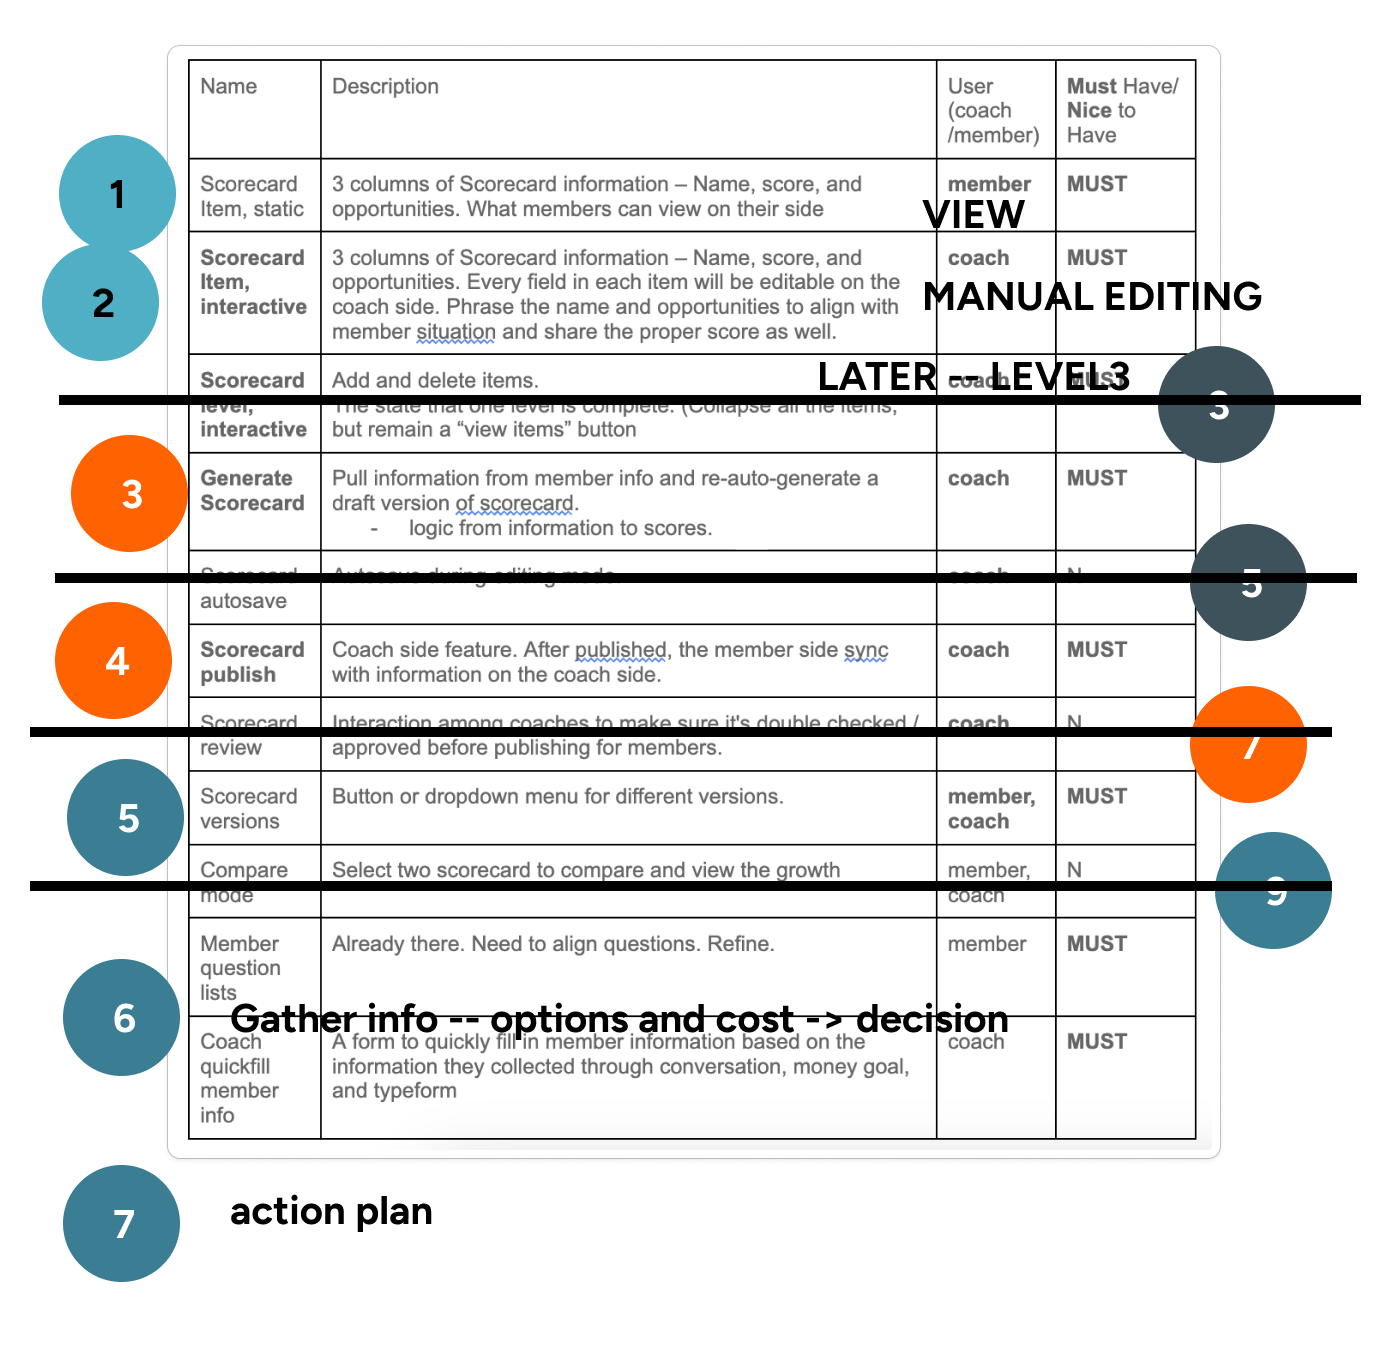 Name
Description
User
(coach
/member)
Must Have/
Nice to
Have
1
Scorecard
Item, static
3 columns of Scorecard information – Name, score, and
opportunities. What members can view on their side
member
MUST
VIEW
2
Scorecard
Item,
interactive
3 columns of Scorecard information – Name, score, and
opportunities. Every field in each item will be editable on the
coach side. Phrase the name and opportunities to align with
member situation and share the proper score as well.
coach
MUST
MANUAL EDITING
Scorecard
level,
interactive
Add and delete items.
The state that one level is complete. (Collapse all the items,
but remain a “view items” button
coach
MUST
LATER -- LEVEL3
3
3
Generate
Scorecard
Pull information from member info and re-auto-generate a
draft version of scorecard.
- logic from information to scores.
coach
MUST
Scorecard
autosave
Autosave during editing mode
coach
N
5
4
Scorecard
publish
Coach side feature. After published, the member side sync
with information on the coach side.
coach
MUST
Scorecard
review
Interaction among coaches to make sure it's double checked /
approved before publishing for members.
coach
N
7
5
Scorecard
versions
Button or dropdown menu for different versions.
member,
coach
MUST
Compare
mode
Select two scorecard to compare and view the growth
member,
coach
N
9
Member
question
lists
Already there. Need to align questions. Refine.
member
MUST
6
Gather info -- options and cost -> decision
Coach
quickfill
member
info
A form to quickly fill in member information based on the
information they collected through conversation, money goal,
and typeform
coach
MUST
7
action plan